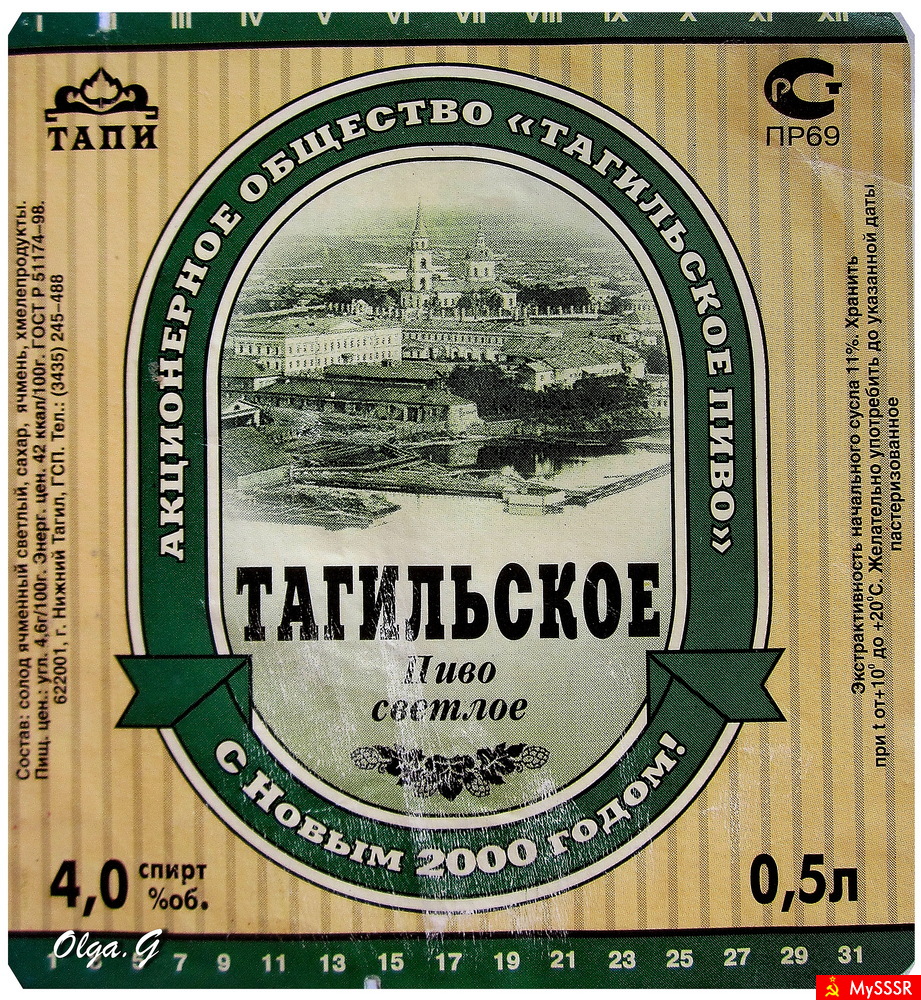 I II III IV V VI VII VIII IX X XI XII
ТАПИ
РСТ
ПР69
АКЦИОНЕРНОЕ ОБЩЕСТВО «ТАГИЛЬСКОЕ ПИВО»
Состав: солод ячменный светлый, сахар, ячмень, хмелепродукты.
Пищ. цен.: угл. 4,6г/100г. Энерг. цен. 42 ккал/100г. ГОСТ Р 51174–98.
622001, г. Нижний Тагил, ГСП. Тел.: (3435) 245–488
Экстрактивность начального сусла 11%. Хранить
при t от+10⁰ до +20⁰С. Желательно употребить до указанной даты
пастеризованное
ТАГИЛЬСКОЕ
Пиво
светлое
С Новым 2000 годом!
4,0 спирт
%об.
0,5л
Olga.G
1 3 5 7 9 11 13 15 17 19 21 23 25 27 29 31
MySSSR